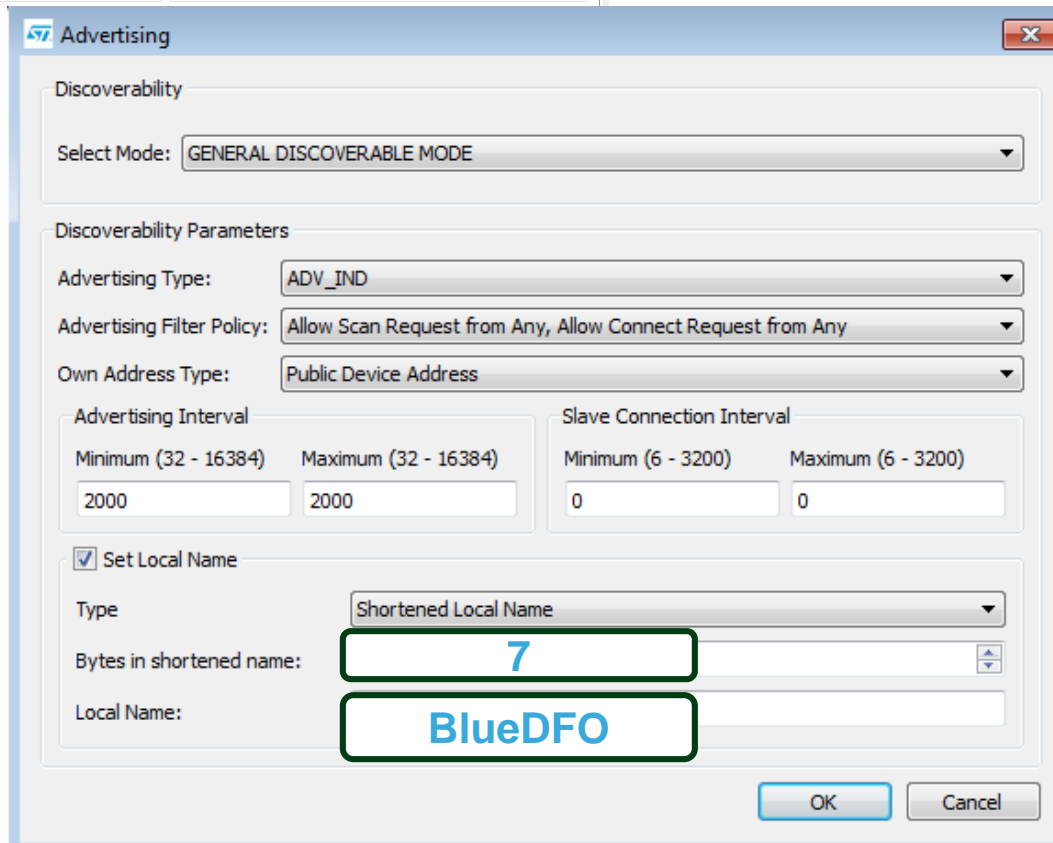 ST Advertising
Discoverability
Select Mode: GENERAL DISCOVERABLE MODE
Discoverability Parameters
Advertising Type: ADV_IND
Advertising Filter Policy: Allow Scan Request from Any, Allow Connect Request from Any
Own Address Type: Public Device Address
Advertising Interval Slave Connection Interval
Minimum (32 - 16384) Maximum (32 - 16384) Minimum (6 - 3200) Maximum (6 - 3200)
2000 2000 0 0
Set Local Name
Type Shortened Local Name
Bytes in shortened name: 7
Local Name: BlueDFO
OK Cancel